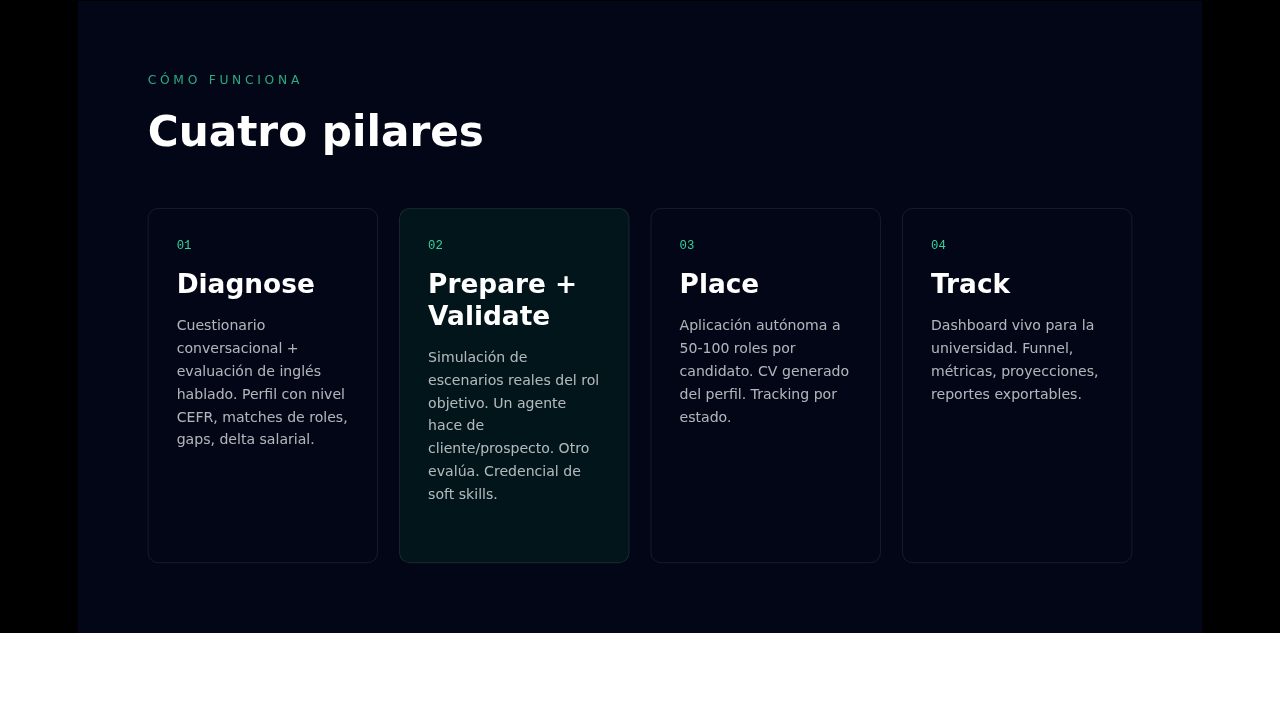 CÓMO FUNCIONA
Cuatro pilares
01
Diagnose
Cuestionario
conversacional +
evaluación de inglés
hablado. Perfil con nivel
CEFR, matches de roles,
gaps, delta salarial.
02
Prepare +
Validate
Simulación de
escenarios reales del rol
objetivo. Un agente
hace de
cliente/prospecto. Otro
evalúa. Credencial de
soft skills.
03
Place
Aplicación autónoma a
50-100 roles por
candidato. CV generado
del perfil. Tracking por
estado.
04
Track
Dashboard vivo para la
universidad. Funnel,
métricas, proyecciones,
reportes exportables.